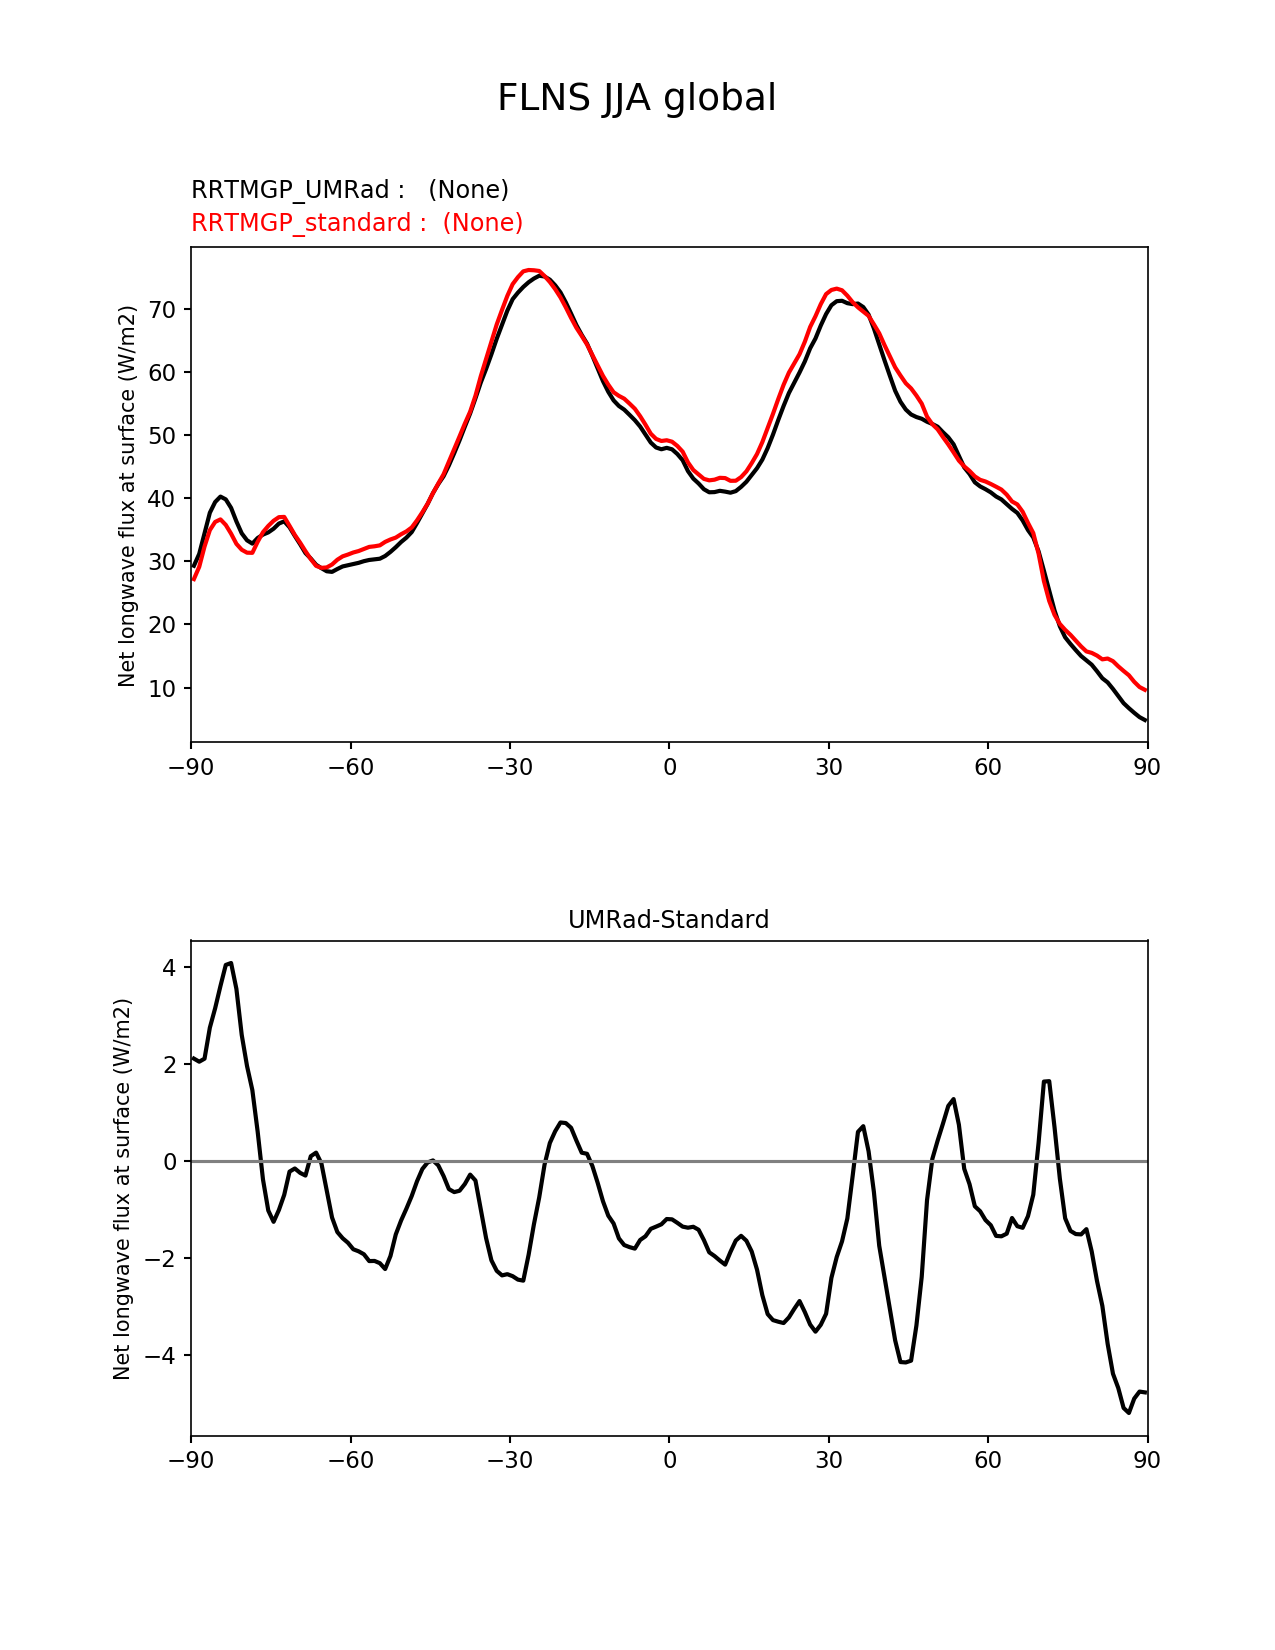 FLNS JJA global
RRTMGP_UMRad :   (None)
RRTMGP_standard :  (None)
Net longwave flux at surface (W/m2)
70
60
50
40
30
20
10
−90 −60 −30 0 30 60 90
UMRad-Standard
Net longwave flux at surface (W/m2)
4
2
0
−2
−4
−90 −60 −30 0 30 60 90